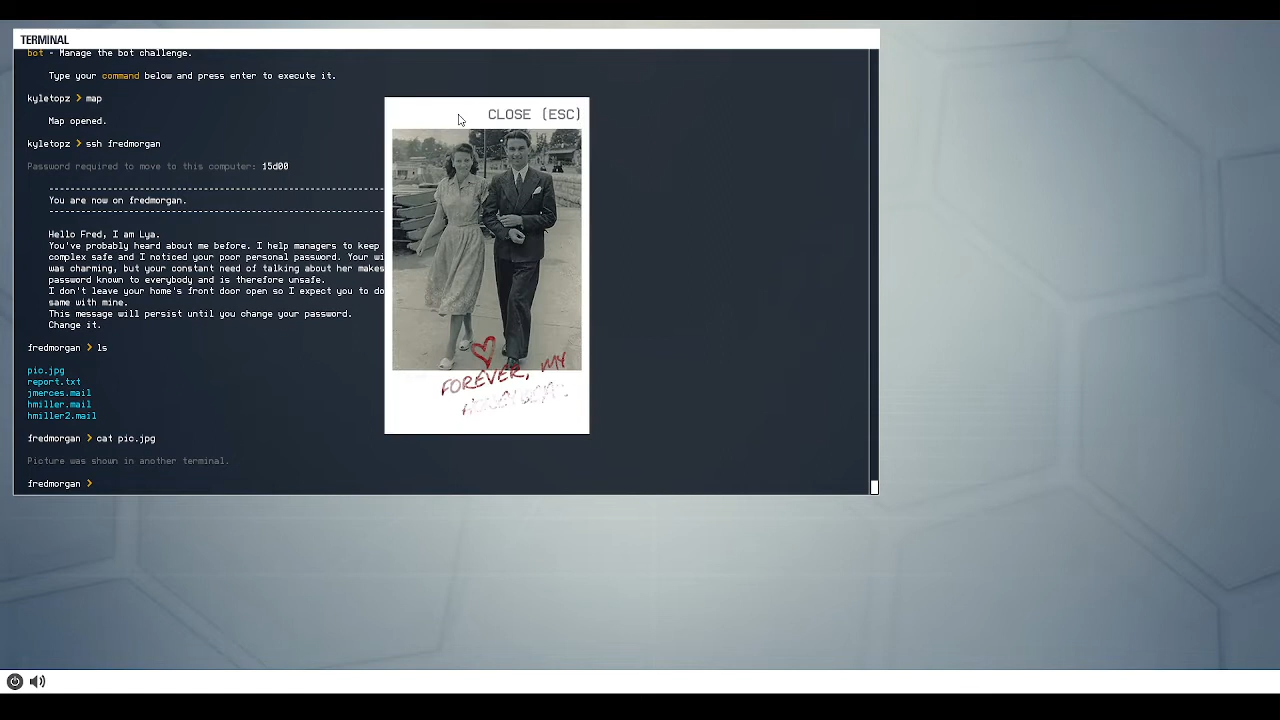 TERMINAL
bot - Manage the bot challenge.
Type your command below and press enter to execute it.
kyletopz > map
Map opened.
kyletopz > ssh fredmorgan
Password required to move to this computer: 15d00
You are now on fredmorgan.
Hello Fred, I am Lya.
You've probably heard about me before. I help managers to keep
complex safe and I noticed your poor personal password. Your wi
was charming, but your constant need of talking about her makes
password known to everybody and is therefore unsafe.
I don't leave your home's front door open so I expect you to do
same with mine.
This message will persist until you change your password.
Change it.
fredmorgan > ls
pic.jpg
report.txt
jmerces.mail
hmiller.mail
hmiller2.mail
fredmorgan > cat pic.jpg
Picture was shown in another terminal.
fredmorgan >
CLOSE (ESC)
FOREVER, MY